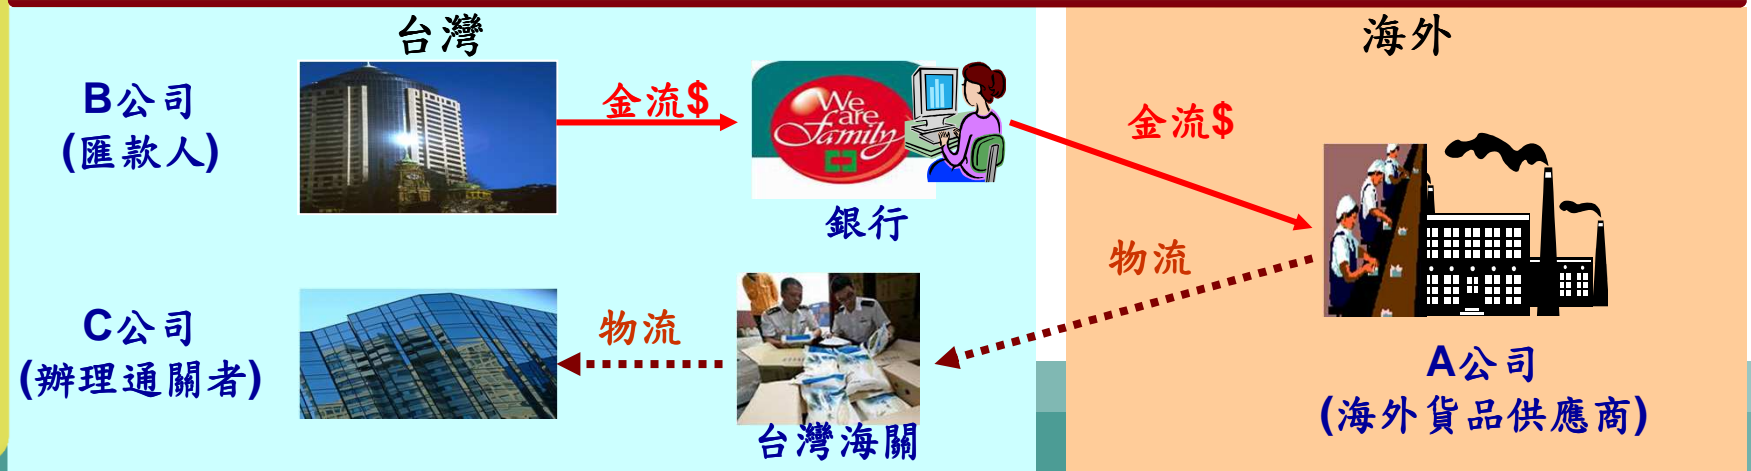 台灣
海外
B公司
(匯款人)
金流$
We
care
Family
金流$
銀行
物流
C公司
(辦理通關者)
物流
台灣海關
A公司
(海外貨品供應商)